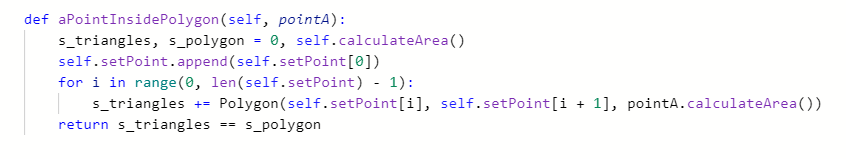 def aPointInsidePolygon(self, pointA):
    s_triangles, s_polygon = 0, self.calculateArea()
    self.setPoint.append(self.setPoint[0])
    for i in range(0, len(self.setPoint) - 1):
        s_triangles += Polygon(self.setPoint[i], self.setPoint[i + 1], pointA.calculateArea())
    return s_triangles == s_polygon